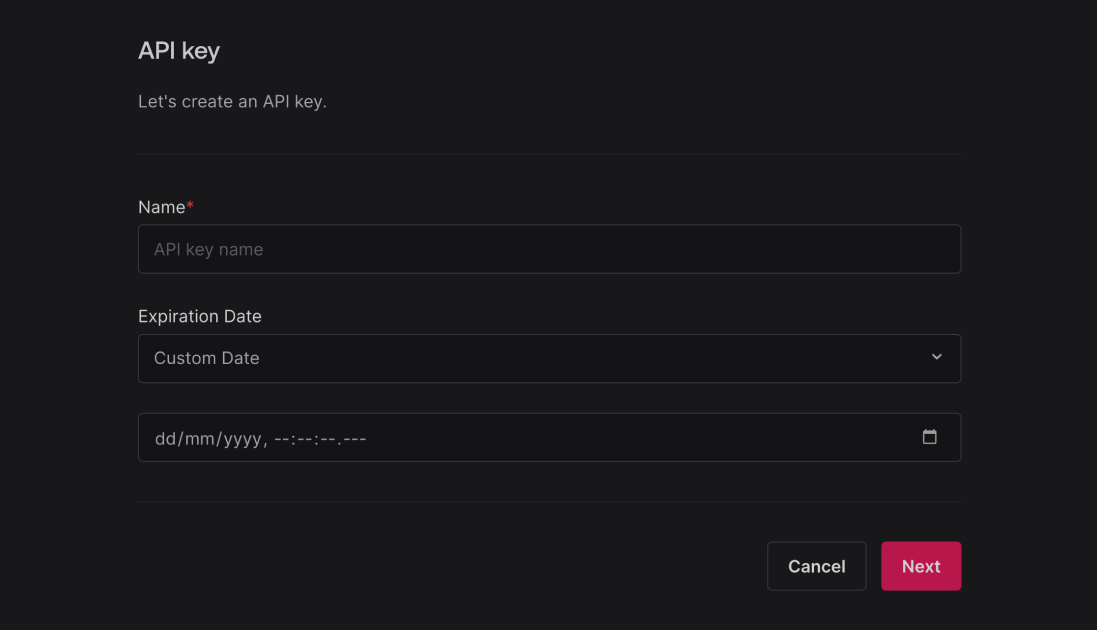 API key
Let's create an API key.
Name*
API key name
Expiration Date
Custom Date
dd/mm/yyyy, --:--:--.---
Cancel
Next